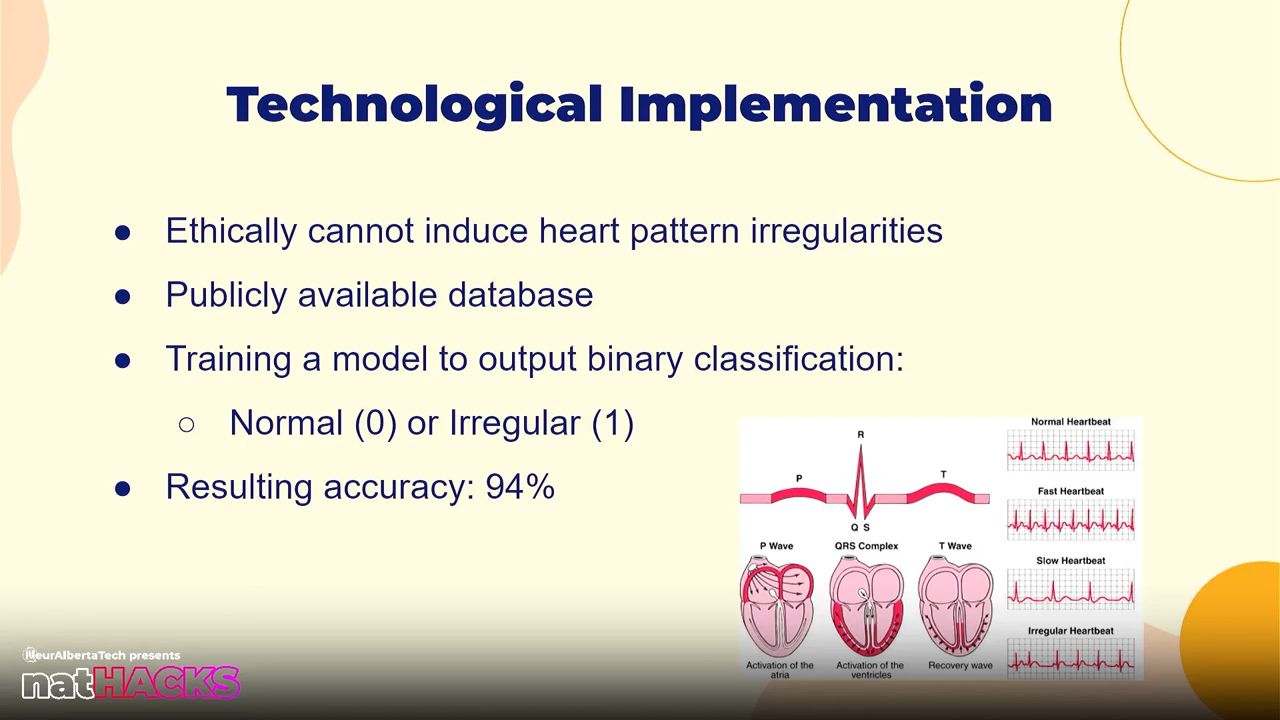 Technological Implementation
● Ethically cannot induce heart pattern irregularities
● Publicly available database
● Training a model to output binary classification:
○ Normal (0) or Irregular (1)
● Resulting accuracy: 94%
R
P
T
Q S
P Wave
QRS Complex
T Wave
Activation of the
atria
Activation of the
ventricles
Recovery wave
Normal Heartbeat
Fast Heartbeat
Slow Heartbeat
Irregular Heartbeat
NeurAlbertaTech presents
natHACKS